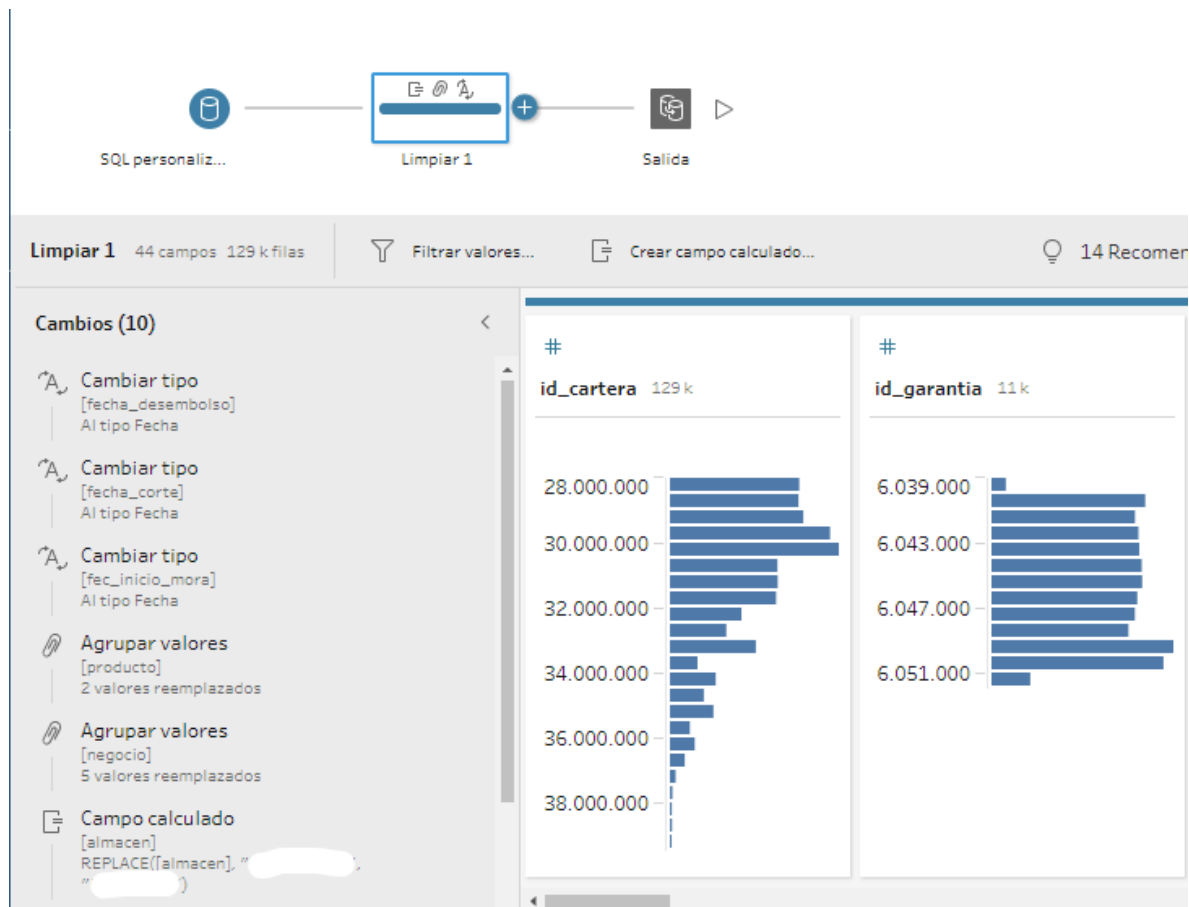 SQL personaliz...
Limpiar 1
Salida
Limpiar 1 44 campos 129 k filas
Filtrar valores...
Crear campo calculado...
14 Recomen
Cambios (10)
Cambiar tipo
[fecha_desembolso]
Al tipo Fecha
Cambiar tipo
[fecha_corte]
Al tipo Fecha
Cambiar tipo
[fec_inicio_mora]
Al tipo Fecha
Agrupar valores
[producto]
2 valores reemplazados
Agrupar valores
[negocio]
5 valores reemplazados
Campo calculado
[almacen]
REPLACE([almacen], "            ",
"            ")
id_cartera 129 k
28.000.000
30.000.000
32.000.000
34.000.000
36.000.000
38.000.000
id_garantia 11 k
6.039.000
6.043.000
6.047.000
6.051.000